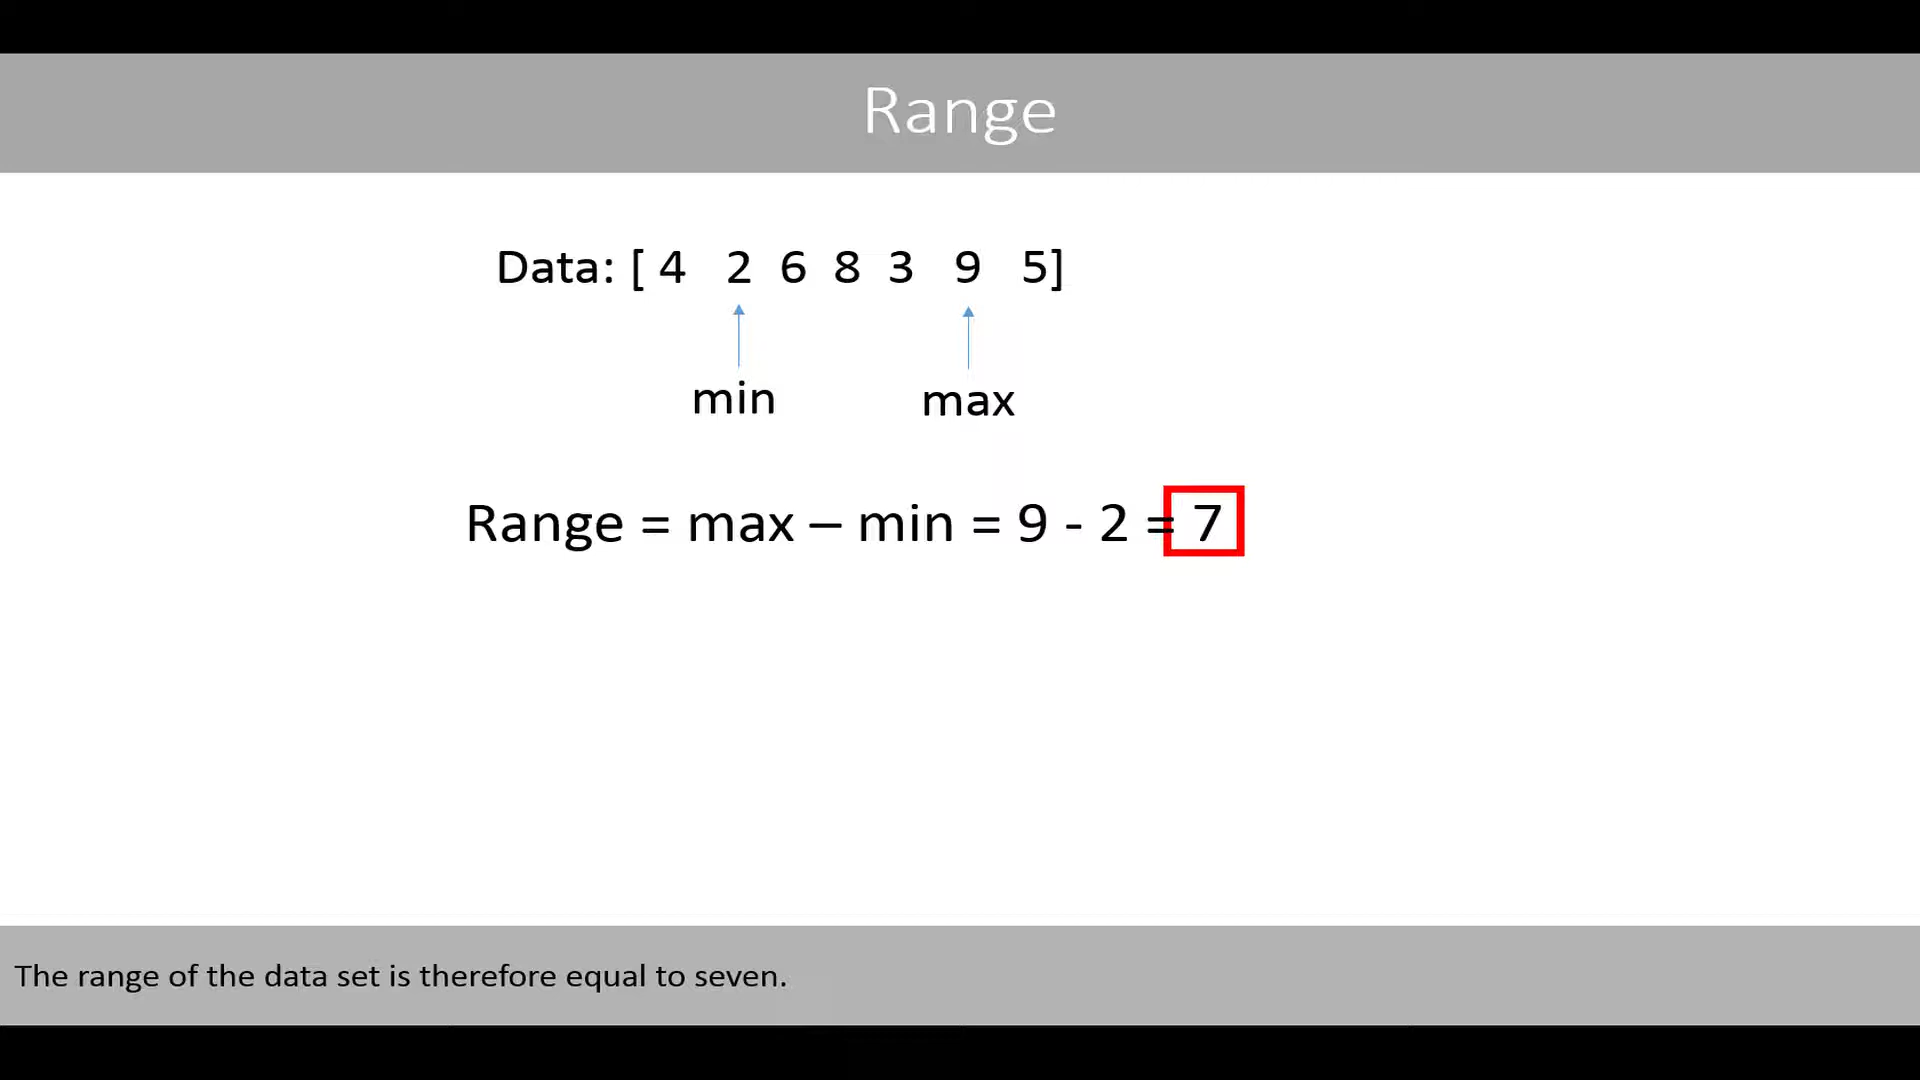 Range
Data: [ 4 2 6 8 3 9 5]
min max
Range = max – min = 9 - 2 = 7
The range of the data set is therefore equal to seven.